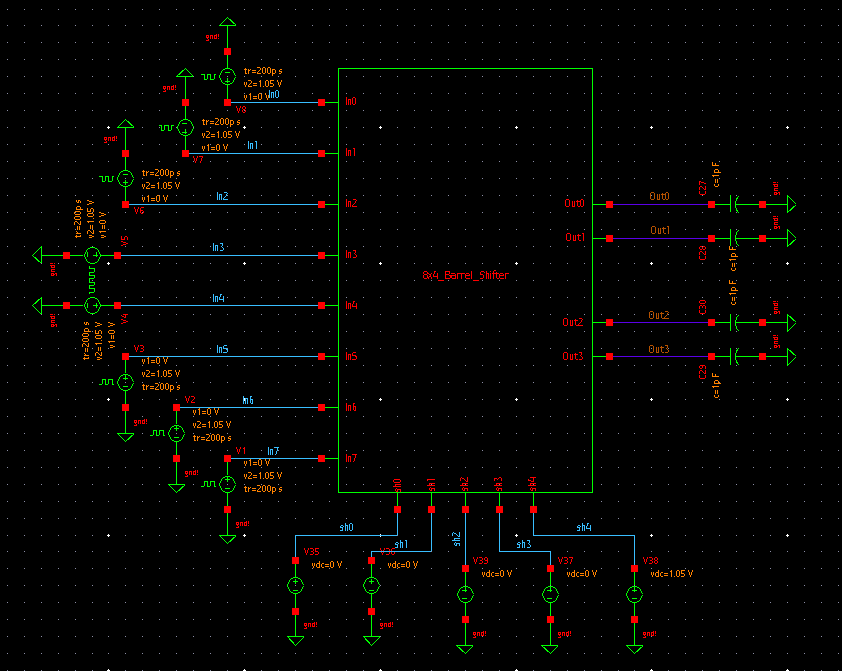 gnd!
tr=200p s
v2=1.05 V
v1=0 V
In0
V8
In0
gnd!
tr=200p s
v2=1.05 V
v1=0 V
In1
V7
In1
gnd!
tr=200p s
v2=1.05 V
v1=0 V
In2
V6
In2
tr=200p s
v2=1.05 V
v1=0 V
V5
In3
gnd!
In3
In4
gnd!
V4
In4
tr=200p s
v2=1.05 V
v1=0 V
V3
In5
In5
v1=0 V
v2=1.05 V
tr=200p s
gnd!
V2
In6
In6
v1=0 V
v2=1.05 V
tr=200p s
gnd!
V1
In7
In7
v1=0 V
v2=1.05 V
tr=200p s
gnd!
8x4_Barrel_Shifter
Out0
Out0
C27
c=1p F
gnd!
Out1
Out1
C28
c=1p F
gnd!
Out2
Out2
C30
c=1p F
gnd!
Out3
Out3
C29
c=1p F
gnd!
sh0
sh1
sh2
sh3
sh4
sh0
sh1
sh2
sh3
sh4
V35
vdc=0 V
gnd!
vdc=0 V
gnd!
V39
vdc=0 V
gnd!
V37
vdc=0 V
gnd!
V38
vdc=1.05 V
gnd!